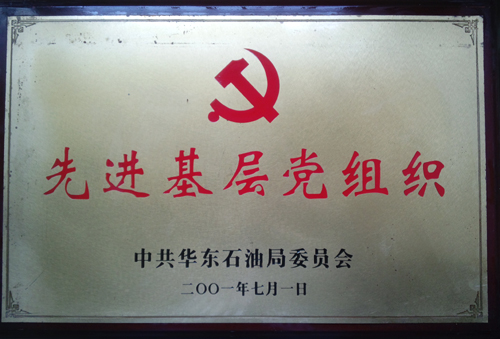 先进基层党组织
中共华东石油局委员会
二〇〇一年七月一日